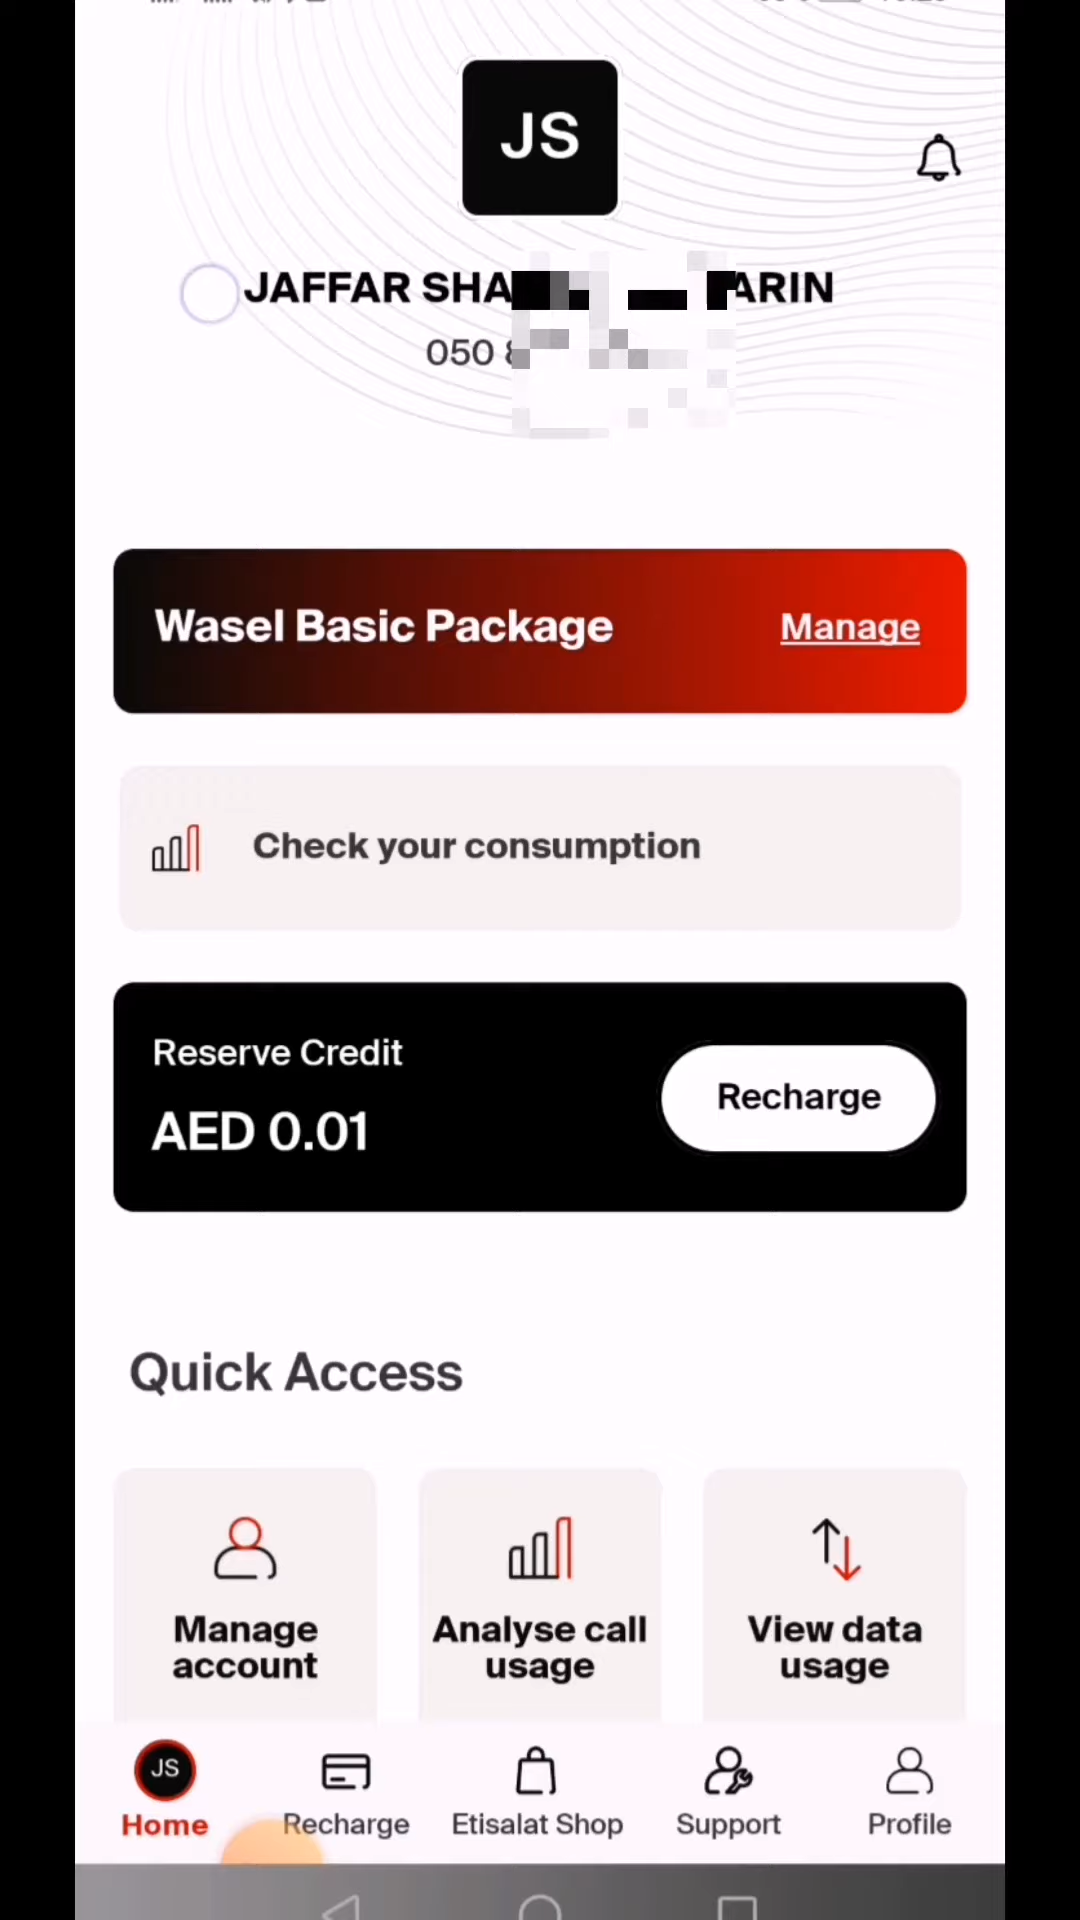 JS
JAFFAR SHA ARIN
050
Wasel Basic Package
Manage
Check your consumption
Reserve Credit
AED 0.01
Recharge
Quick Access
Manage account
Analyse call usage
View data usage
JS
Home
Recharge
Etisalat Shop
Support
Profile